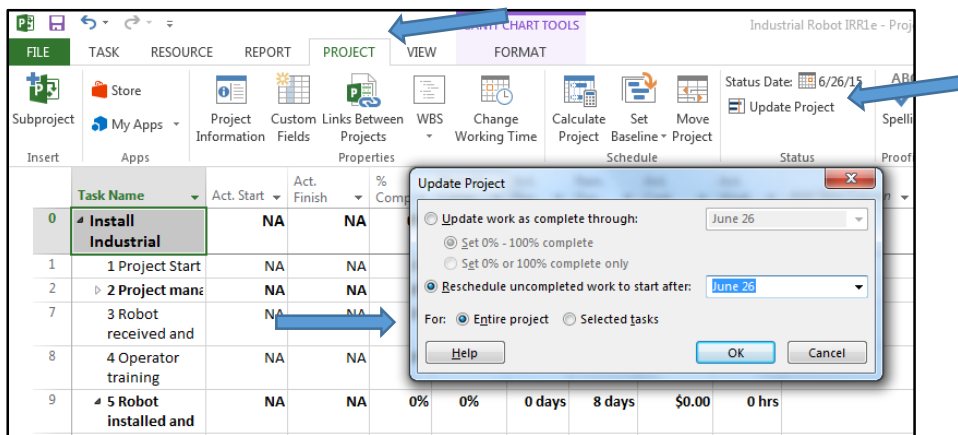 GANTT CHART TOOLS
Industrial Robot IRR1e - Proj
FILE TASK RESOURCE REPORT PROJECT VIEW FORMAT
Subproject
Store
My Apps
Project Information
Custom Fields
Links Between Projects
WBS
Change Working Time
Calculate Project
Set Baseline
Move Project
Status Date: 6/26/15
Update Project
ABC
Spelli
Insert Apps Properties Schedule Status Proof
Task Name Act. Start Act. Finish % Comp
0 Install Industrial NA NA
1 1 Project Start NA NA
2 2 Project mana NA NA
7 3 Robot received and NA NA
8 4 Operator training NA NA
9 5 Robot installed and NA NA 0% 0% 0 days 8 days $0.00 0 hrs
Update Project
Update work as complete through: June 26
Set 0% - 100% complete
Set 0% or 100% complete only
Reschedule uncompleted work to start after: June 26
For: Entire project Selected tasks
Help OK Cancel